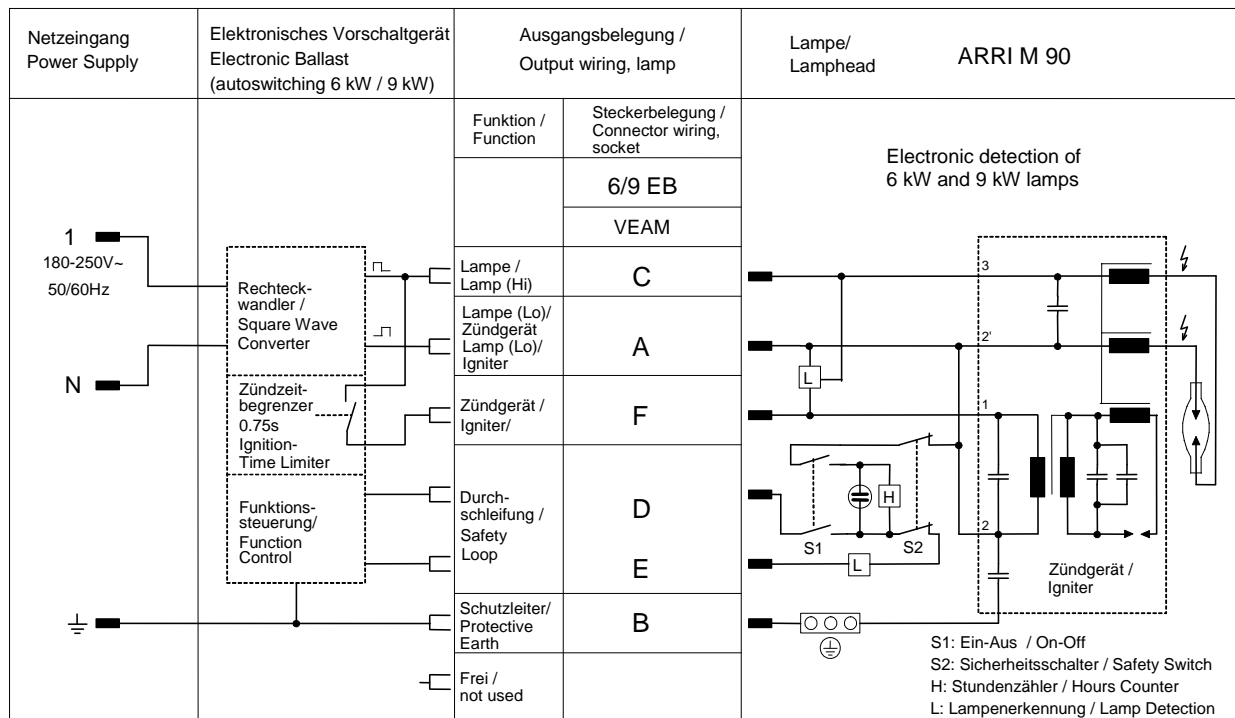 Netzeingang
Power Supply
Elektronisches Vorschaltgerät
Electronic Ballast
(autoswitching 6 kW / 9 kW)
Ausgangsbelegung /
Output wiring, lamp
Lampe/
Lamphead
ARRI M 90
Funktion /
Function
Steckerbelegung /
Connector wiring,
socket
6/9 EB
VEAM
Electronic detection of
6 kW and 9 kW lamps
1
180-250V~
50/60Hz
N
Rechteck-
wandler /
Square Wave
Converter
Zündzeit-
begrenzer
0.75s
Ignition-
Time Limiter
Funktions-
steuerung/
Function
Control
Lampe /
Lamp (Hi)
C
Lampe (Lo)/
Zündgerät
Lamp (Lo)/
Igniter
A
Zündgerät /
Igniter/
F
Durch-
schleifung /
Safety
Loop
D
E
Schutzleiter/
Protective
Earth
B
Frei /
not used
3
2'
L
1
H
S1
S2
2
L
Zündgerät /
Igniter
S1: Ein-Aus / On-Off
S2: Sicherheitsschalter / Safety Switch
H: Stundenzähler / Hours Counter
L: Lampenerkennung / Lamp Detection